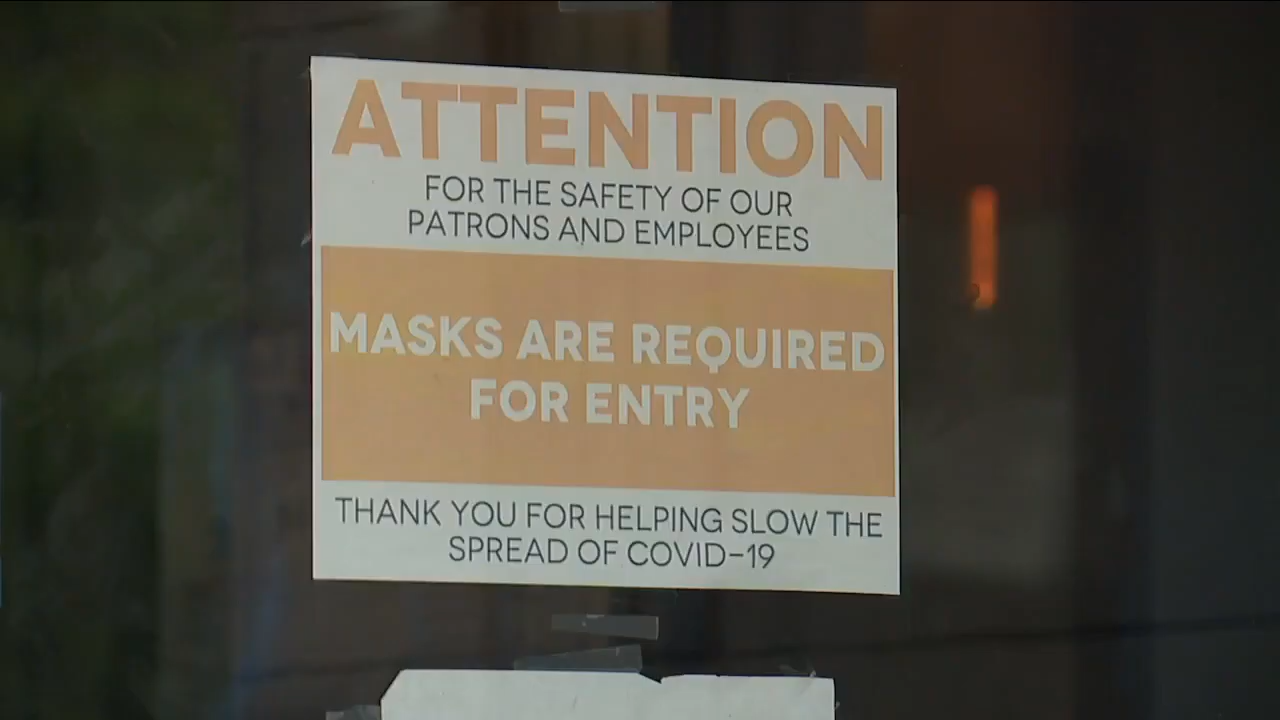 ATTENTION
FOR THE SAFETY OF OUR
PATRONS AND EMPLOYEES
MASKS ARE REQUIRED
FOR ENTRY
THANK YOU FOR HELPING SLOW THE
SPREAD OF COVID-19